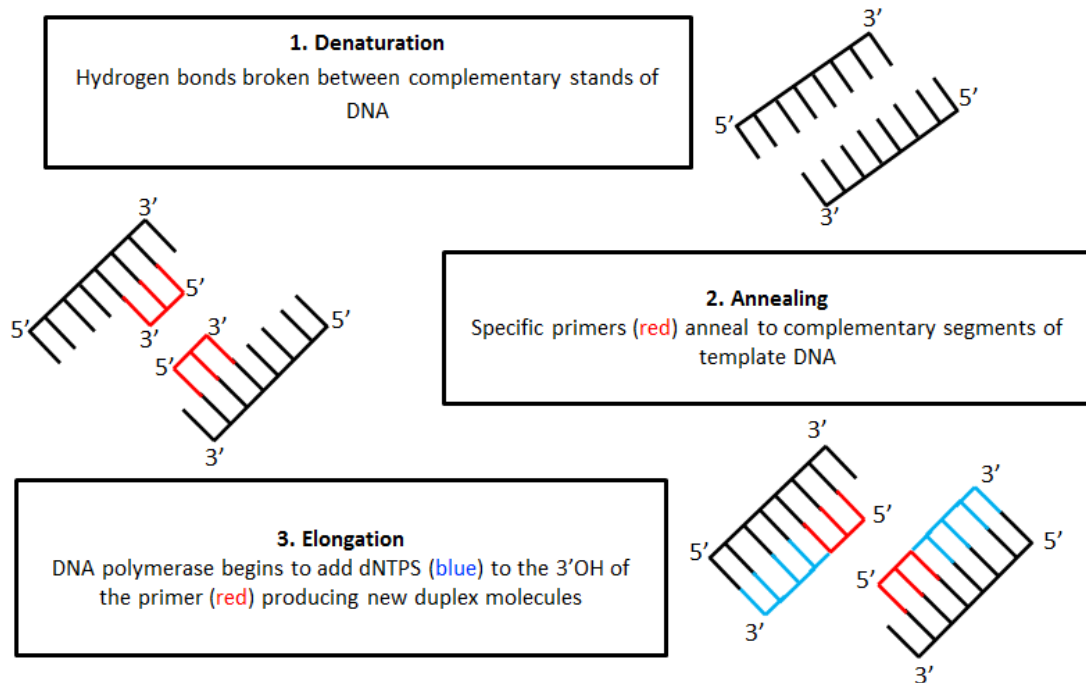 1. Denaturation
Hydrogen bonds broken between complementary stands of
DNA
3’
5’
5’
3’
3’
5’
5’
3’
3’
5’
5’
3’
2. Annealing
Specific primers (red) anneal to complementary segments of
template DNA
3. Elongation
DNA polymerase begins to add dNTPS (blue) to the 3’OH of
the primer (red) producing new duplex molecules
3’
5’
5’
3’
3’
5’
5’
3’